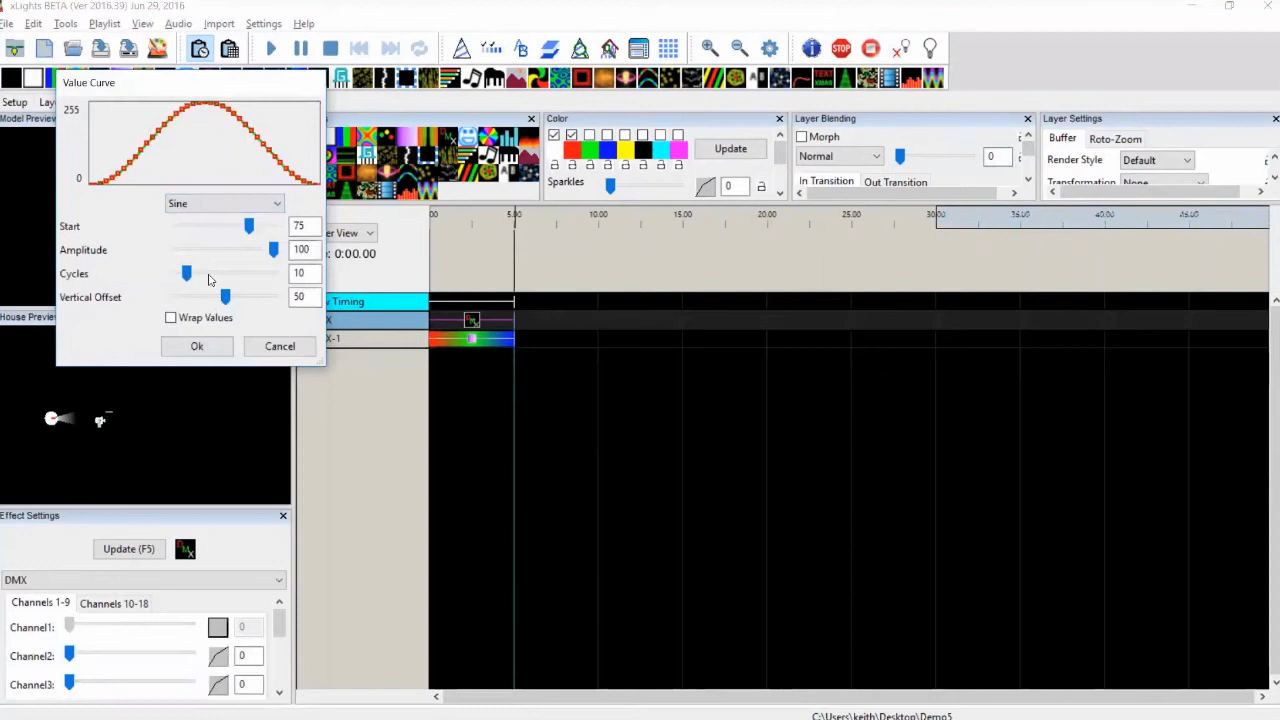 xLights BETA (Ver 2016.39) Jun 29, 2016
File Edit Tools Playlist View Audio Import Settings Help
TEXT
XMAS
Setup
Model Preview
House Preview
Value Curve
255
0
Sine
Start 75
Amplitude 100
Cycles 10
Vertical Offset 50
Wrap Values
Ok Cancel
Color
Update
Sparkles 0
Layer Blending
Morph
Normal 0
In Transition Out Transition
Layer Settings
Buffer Roto-Zoom
Render Style Default
Transformation None
5.00 10.00 15.00 20.00 25.00 30.00 35.00 40.00 45.00
View
: 0:00.00
Timing
X
X-1
DMX
Effect Settings
Update (F5) DMX
DMX
Channels 1-9 Channels 10-18
Channel1: 0
Channel2: 0
Channel3: 0
C:\Users\keith\Desktop\Demo5